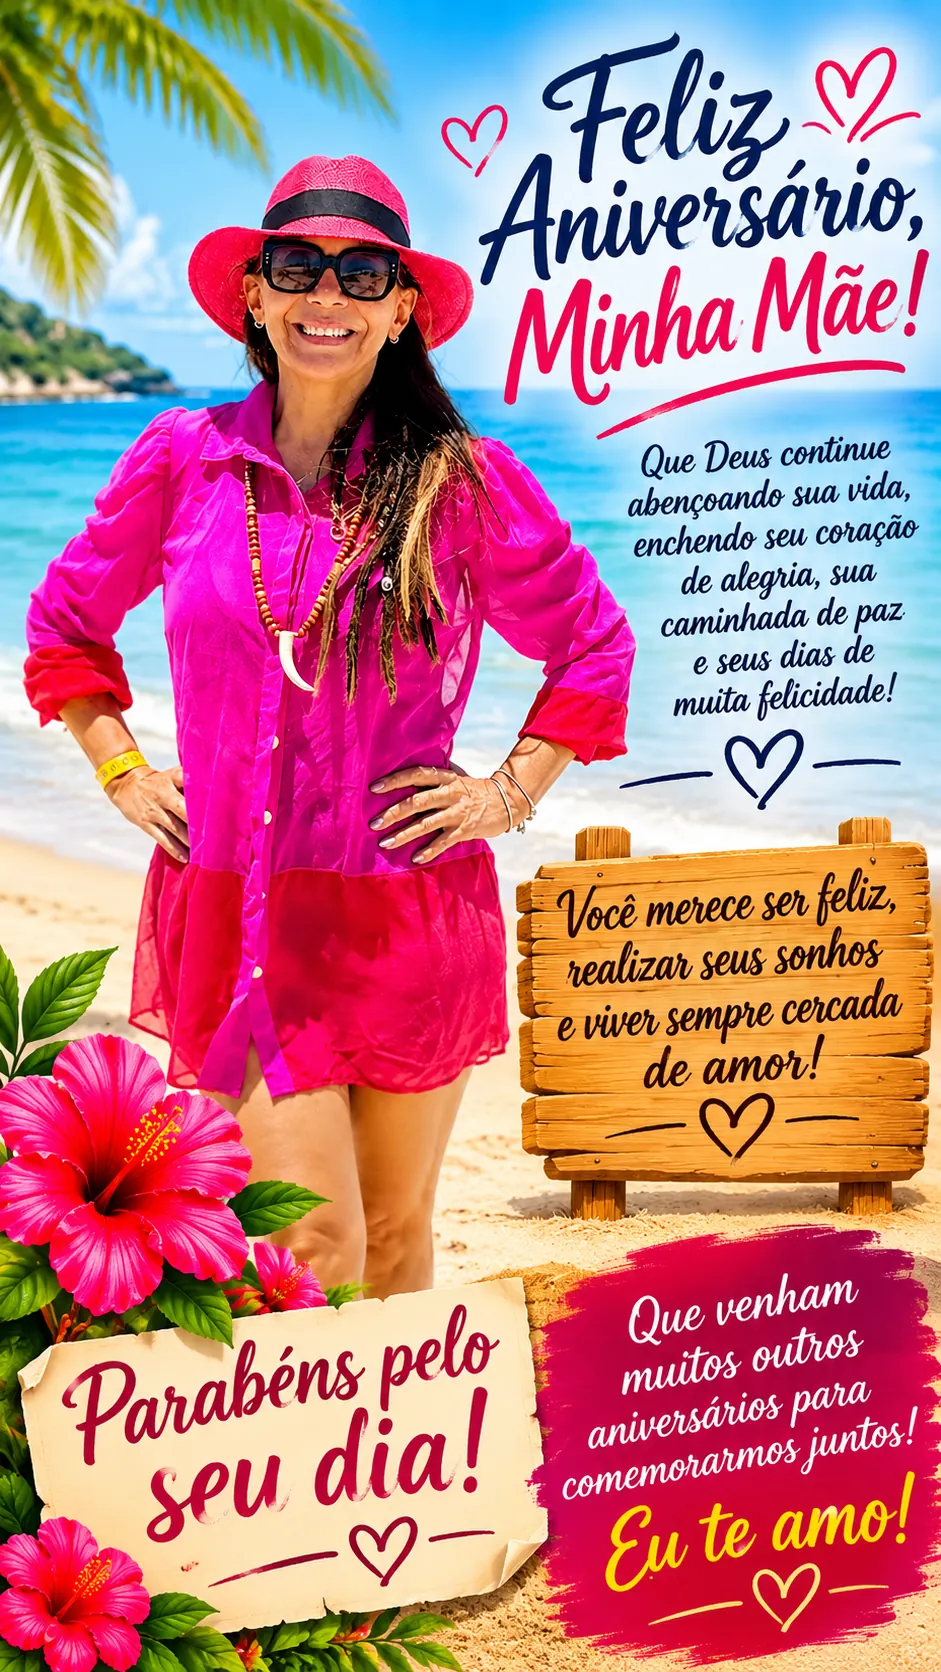 Feliz
Aniversário,
Minha Mãe!
Que Deus continue
abençoando sua vida,
enchendo seu coração
de alegria, sua
caminhada de paz
e seus dias de
muita felicidade!
Você merece ser feliz,
realizar seus sonhos
e viver sempre cercada
de amor!
Parabéns pelo
seu dia!
Que venham
muitos outros
aniversários para
comemorarmos juntos!
Eu te amo!